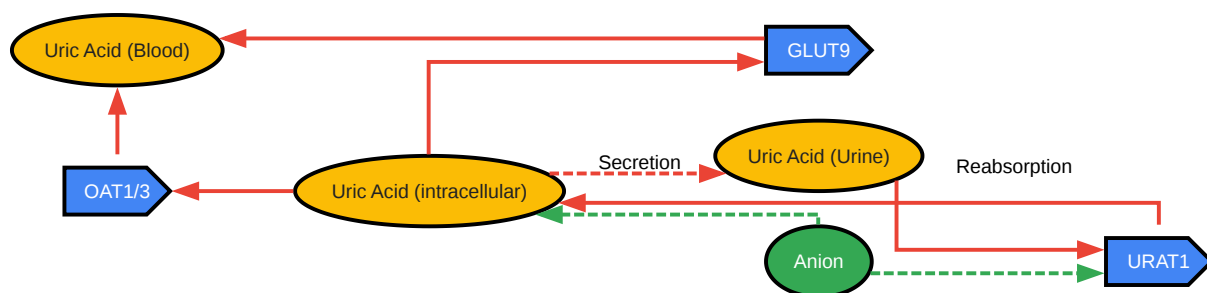 Uric Acid (Blood)
GLUT9
Secretion
Uric Acid (Urine)
Reabsorption
OAT1/3
Uric Acid (intracellular)
Anion
URAT1